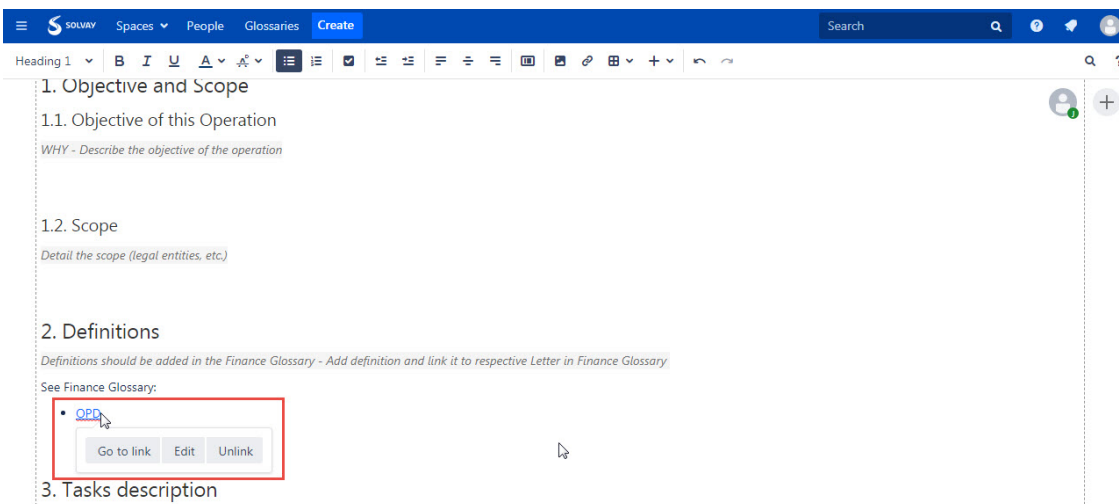 SOLVAY Spaces People Glossaries Create Search
Heading 1 B I U A
1. Objective and Scope
1.1. Objective of this Operation
WHY - Describe the objective of the operation
1.2. Scope
Detail the scope (legal entities, etc.)
2. Definitions
Definitions should be added in the Finance Glossary - Add definition and link it to respective Letter in Finance Glossary
See Finance Glossary:
• OPD
Go to link Edit Unlink
3. Tasks description